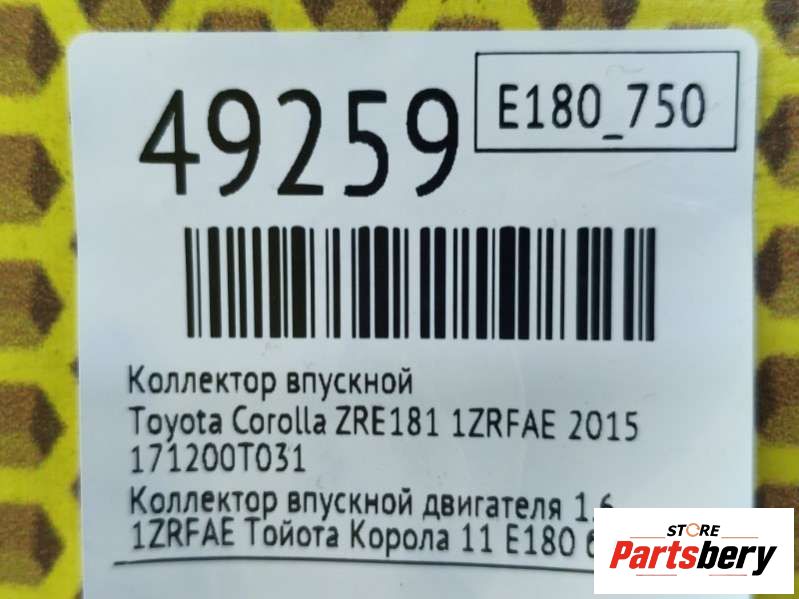 49259
E180_750
Коллектор впускной
Toyota Corolla ZRE181 1ZRFAE 2015
171200T031
Коллектор впускной двигателя 1.6
1ZRFAE Тойота Корола 11 E180
STORE
Partsbery